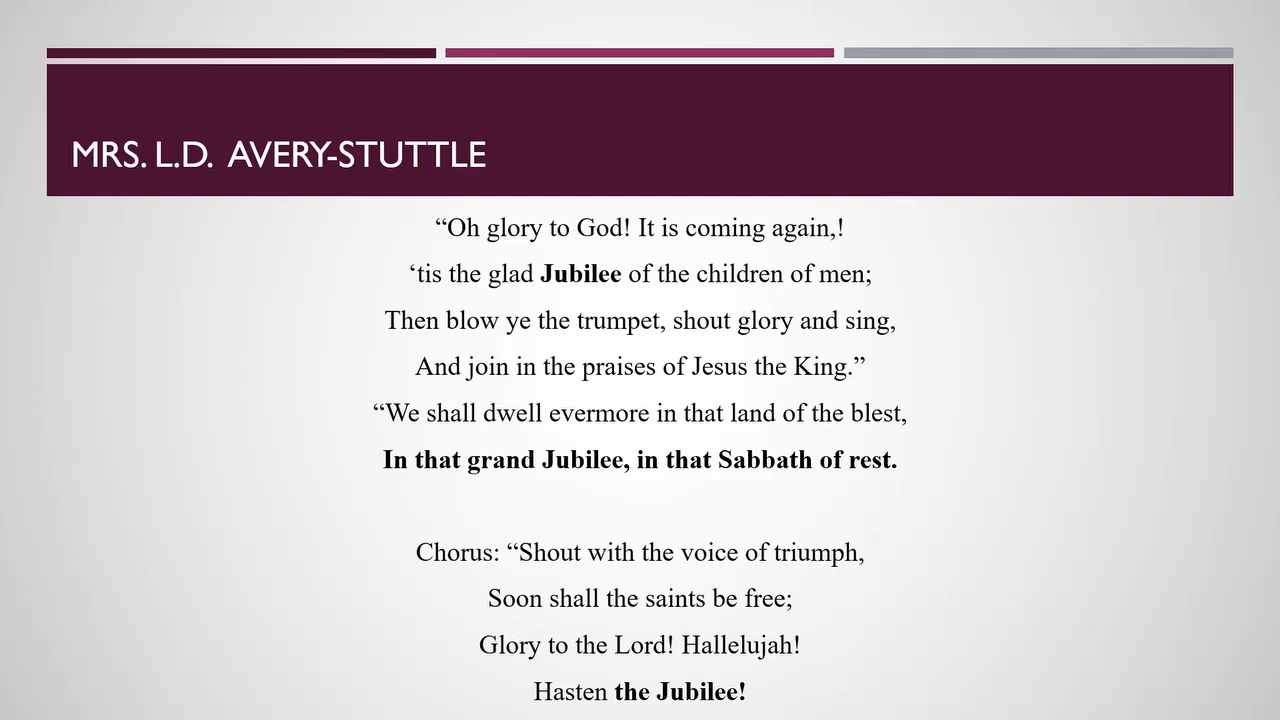 MRS. L.D. AVERY-STUTTLE
“Oh glory to God! It is coming again,!
‘tis the glad Jubilee of the children of men;
Then blow ye the trumpet, shout glory and sing,
And join in the praises of Jesus the King.”
“We shall dwell evermore in that land of the blest,
In that grand Jubilee, in that Sabbath of rest.
Chorus: “Shout with the voice of triumph,
Soon shall the saints be free;
Glory to the Lord! Hallelujah!
Hasten the Jubilee!